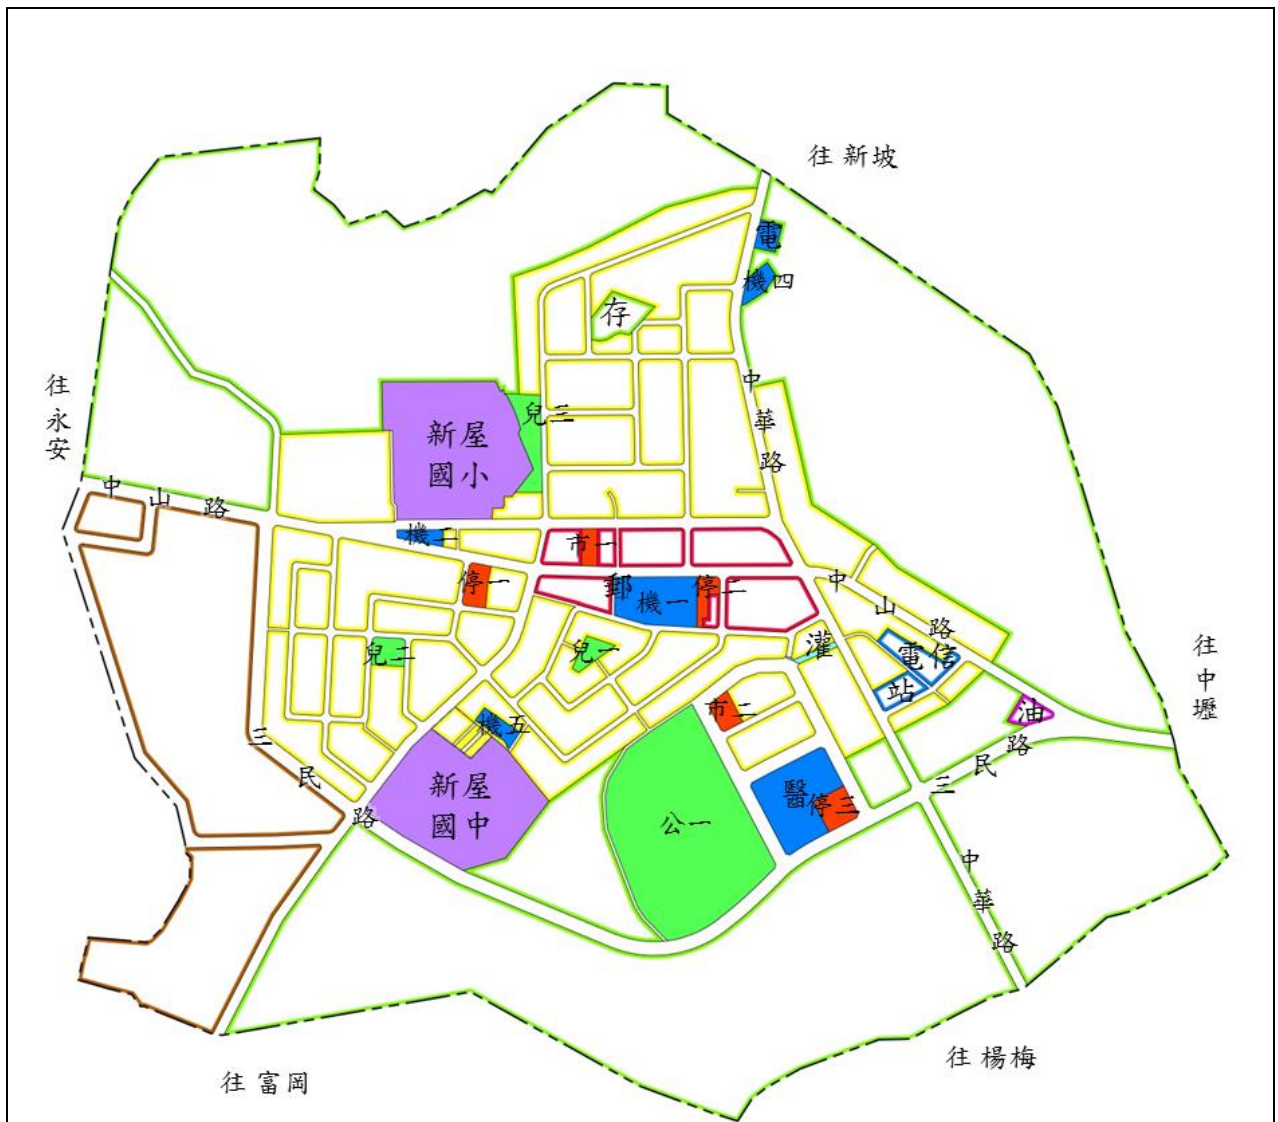 往 新坡
電
機四
存
中華路
兒三
往永安
新屋
國小
中山路
機二
市一
停一
郵
機一
停二
中山路
兒二
兒一
灌
電信
站
往中壢
油
市二
機五
三民路
新屋
國中
公一
醫
停三
三民路
中華路
往 富岡
往 楊梅